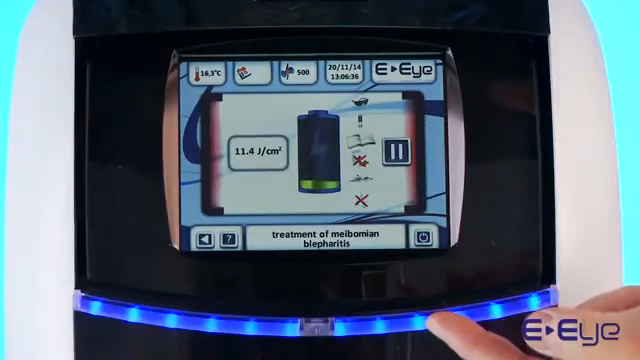 16,3°C
500
20/11/14
13:06:36
E-Eye
11.4 J/cm²
treatment of meibomian
blepharitis
?
E-Eye